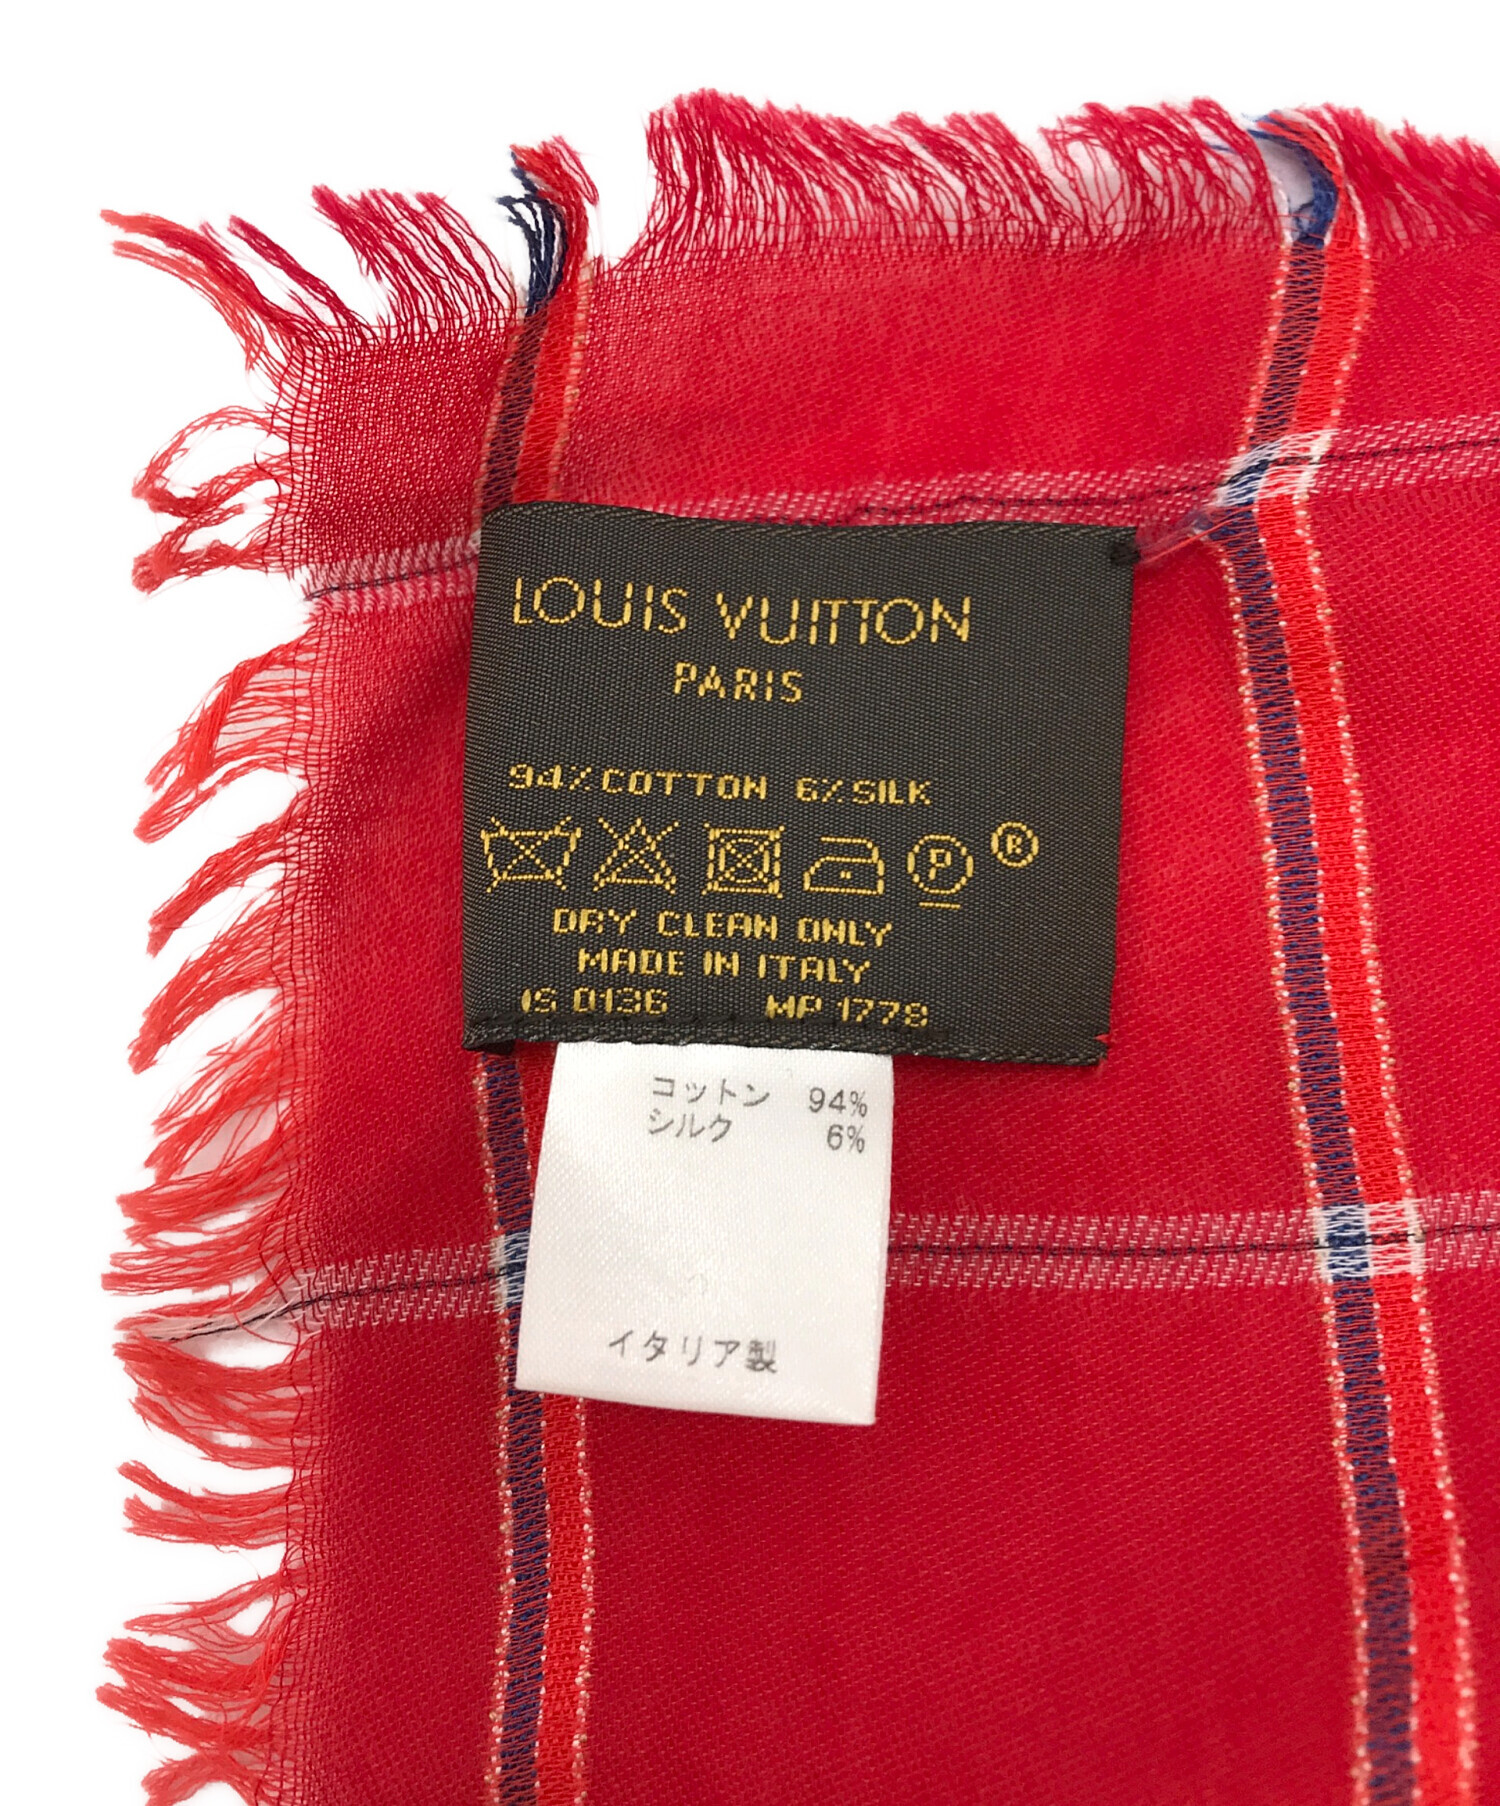 LOUIS VUITTON
PARIS
94% COTTON 6% SILK
P ®
DRY CLEAN ONLY
MADE IN ITALY
IS 0136 MP 1778
コットン 94%
シルク 6%
イタリア製